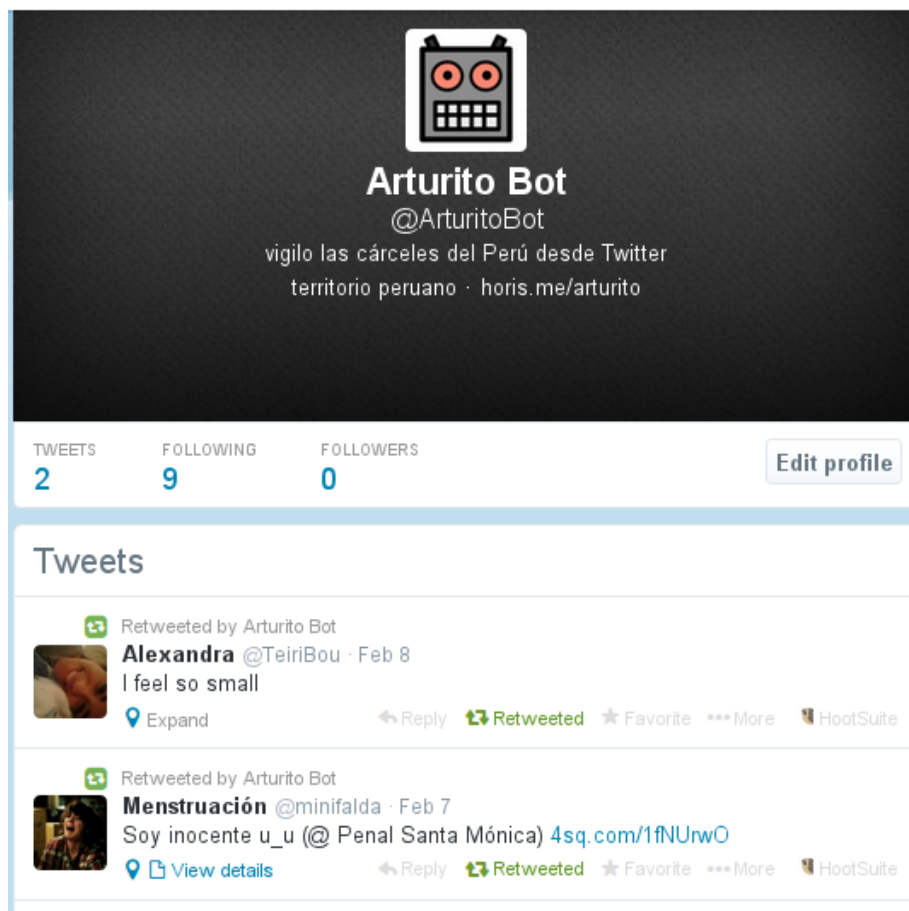 Arturito Bot
@ArturitoBot
vigilo las cárceles del Perú desde Twitter
territorio peruano · horis.me/arturito
TWEETS FOLLOWING FOLLOWERS
2 9 0 Edit profile
Tweets
Retweeted by Arturito Bot
Alexandra @TeiriBou · Feb 8
I feel so small
Expand Reply Retweeted Favorite More HootSuite
Retweeted by Arturito Bot
Menstruación @minifalda · Feb 7
Soy inocente u_u (@ Penal Santa Mónica) 4sq.com/1fNUrwO
View details Reply Retweeted Favorite More HootSuite